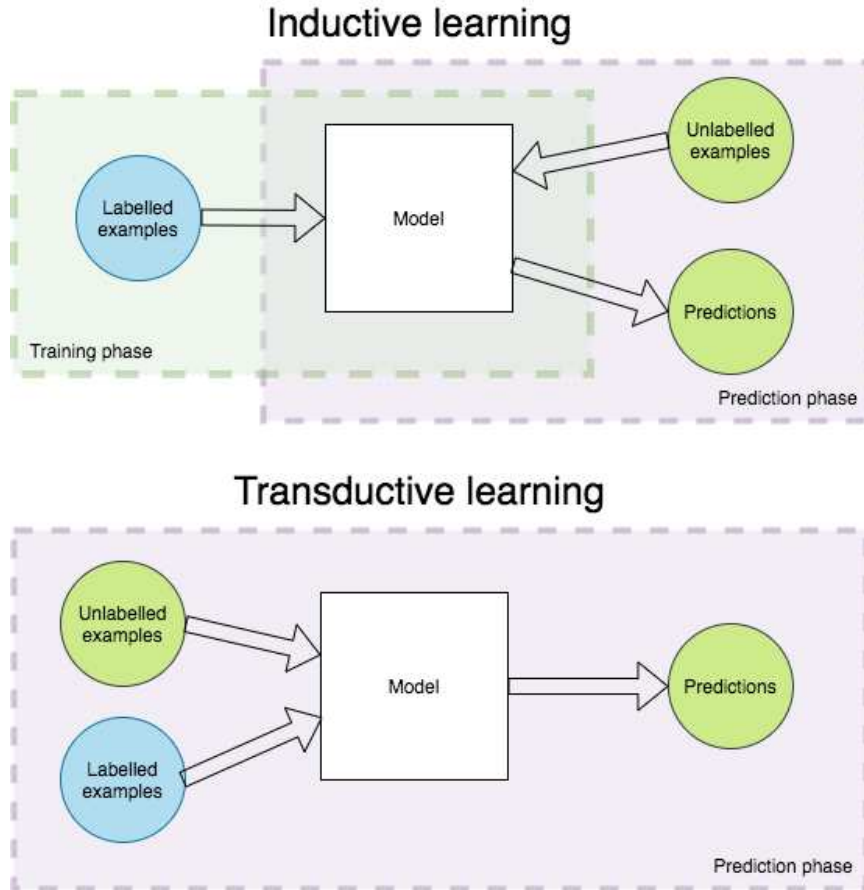 Inductive learning
Unlabelled
examples
Labelled
examples
Model
Predictions
Training phase
Prediction phase
Transductive learning
Unlabelled
examples
Model
Predictions
Labelled
examples
Prediction phase